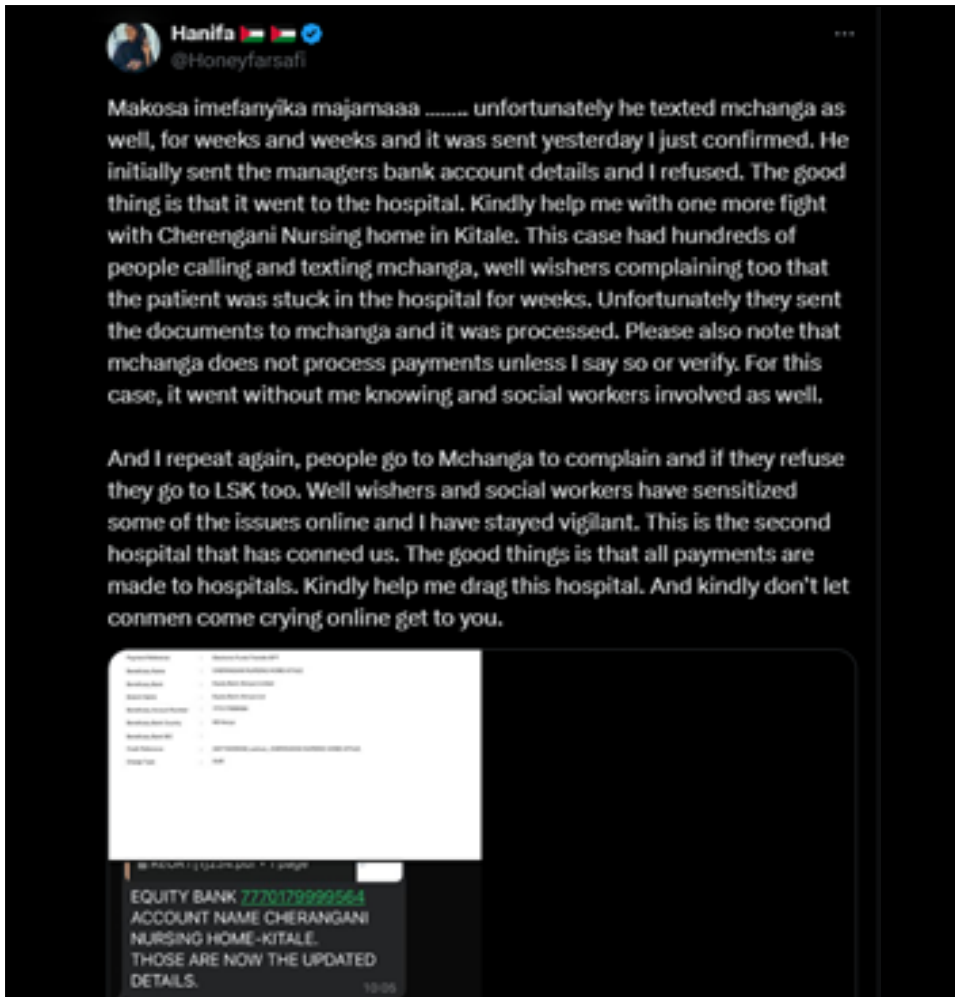 Hanifa
@Honeyfarsafi
Makosa imefanyika majamaaa ........ unfortunately he texted mchanga as
well, for weeks and weeks and it was sent yesterday I just confirmed. He
initially sent the managers bank account details and I refused. The good
thing is that it went to the hospital. Kindly help me with one more fight
with Cherengani Nursing home in Kitale. This case had hundreds of
people calling and texting mchanga, well wishers complaining too that
the patient was stuck in the hospital for weeks. Unfortunately they sent
the documents to mchanga and it was processed. Please also note that
mchanga does not process payments unless I say so or verify. For this
case, it went without me knowing and social workers involved as well.
And I repeat again, people go to Mchanga to complain and if they refuse
they go to LSK too. Well wishers and social workers have sensitized
some of the issues online and I have stayed vigilant. This is the second
hospital that has conned us. The good things is that all payments are
made to hospitals. Kindly help me drag this hospital. And kindly don't let
conmen come crying online get to you.
Beneficiary Name
Beneficiary Bank
Beneficiary Account Number
Beneficiary Bank Country
EQUITY BANK 7770179999564
ACCOUNT NAME CHERANGANI
NURSING HOME-KITALE.
THOSE ARE NOW THE UPDATED
DETAILS.
10:05